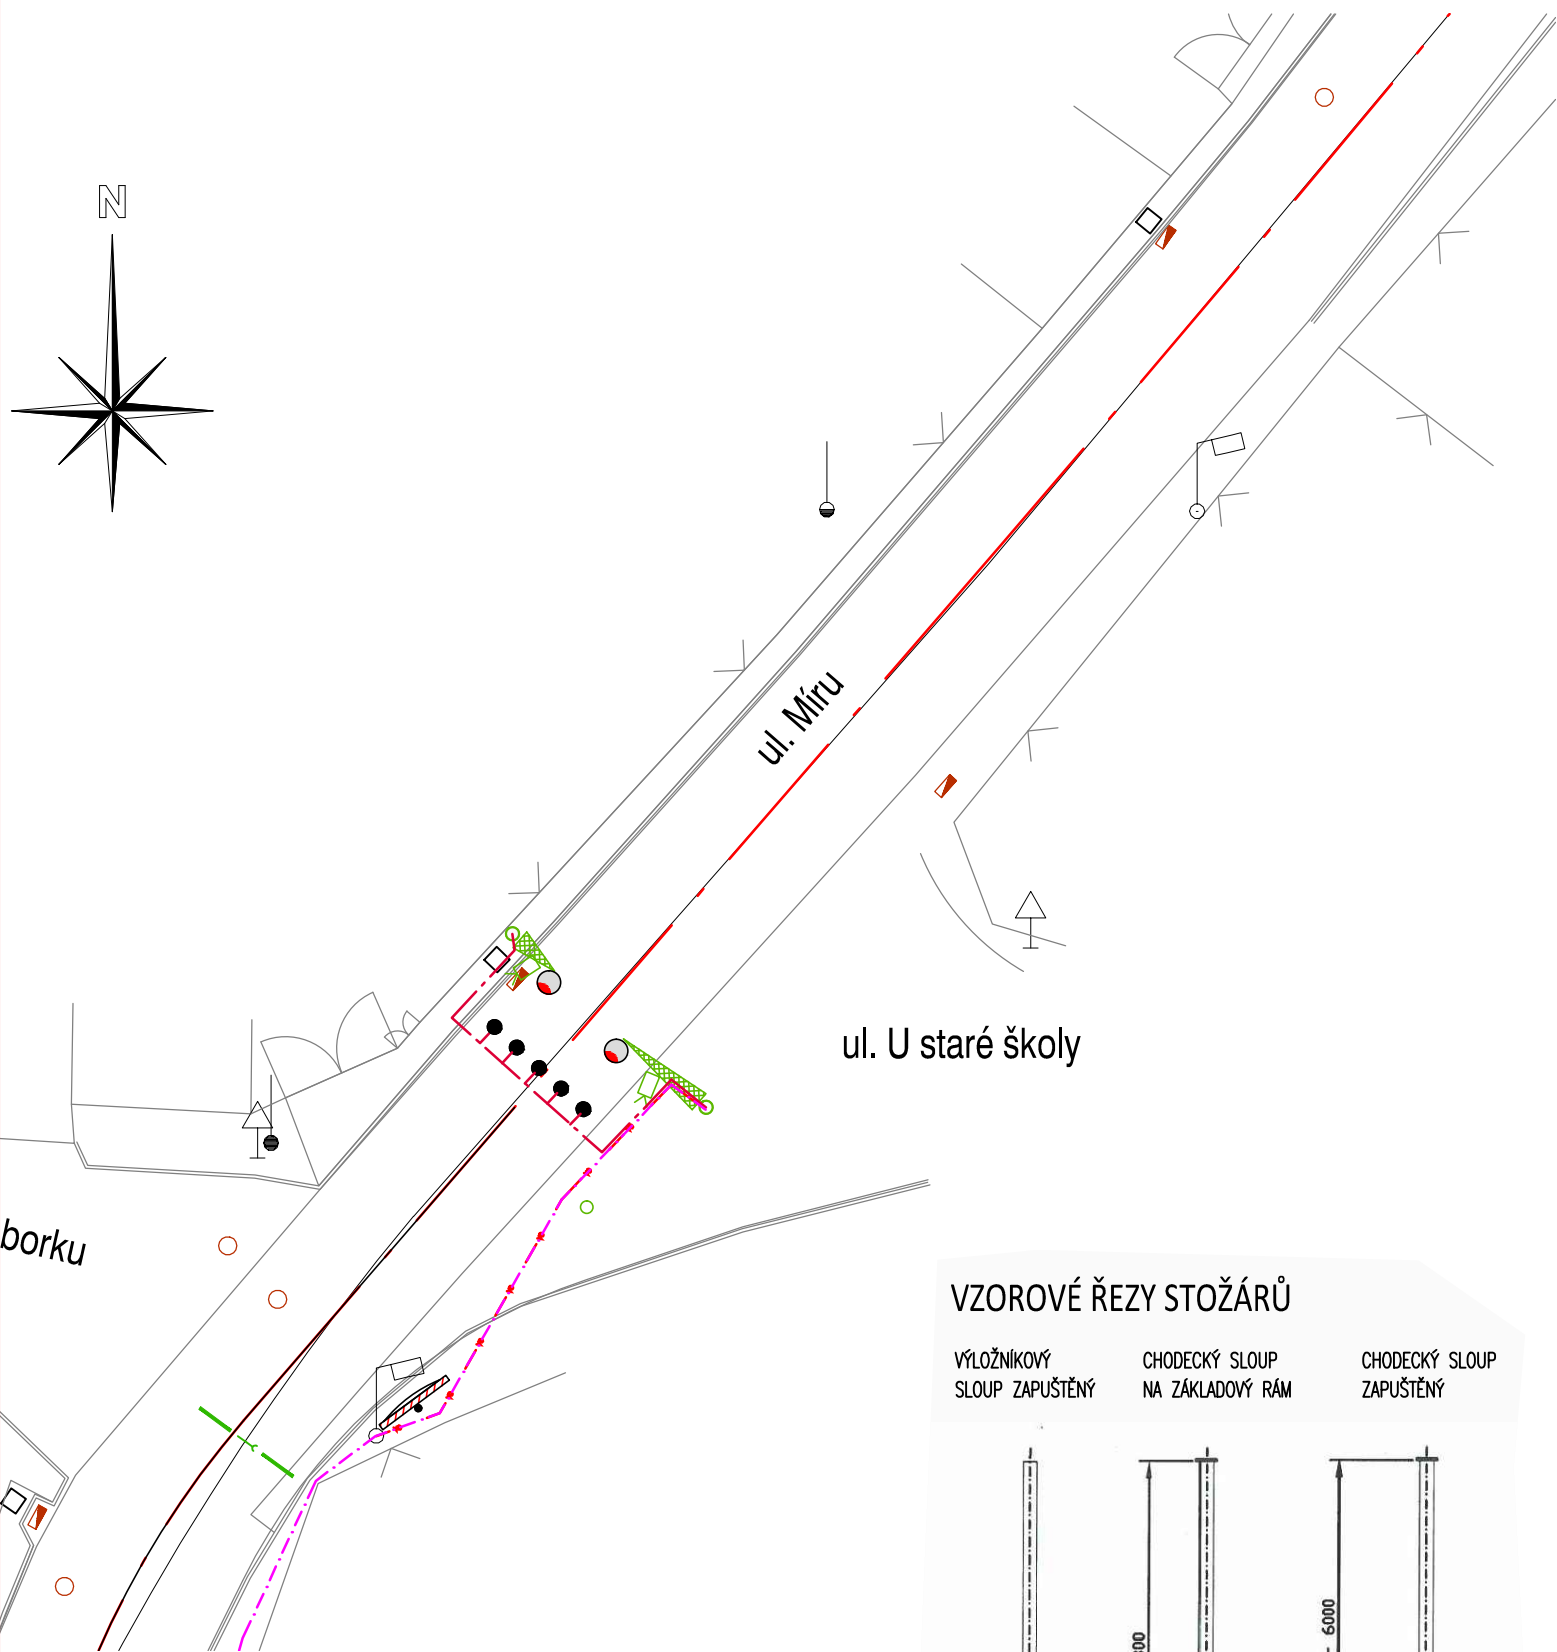 N
ul. Míru
ul. U staré školy
borku
VZOROVÉ ŘEZY STOŽÁRŮ
VÝLOŽNÍKOVÝ
SLOUP ZAPUŠTĚNÝ
CHODECKÝ SLOUP
NA ZÁKLADOVÝ RÁM
CHODECKÝ SLOUP
ZAPUŠTĚNÝ
6000